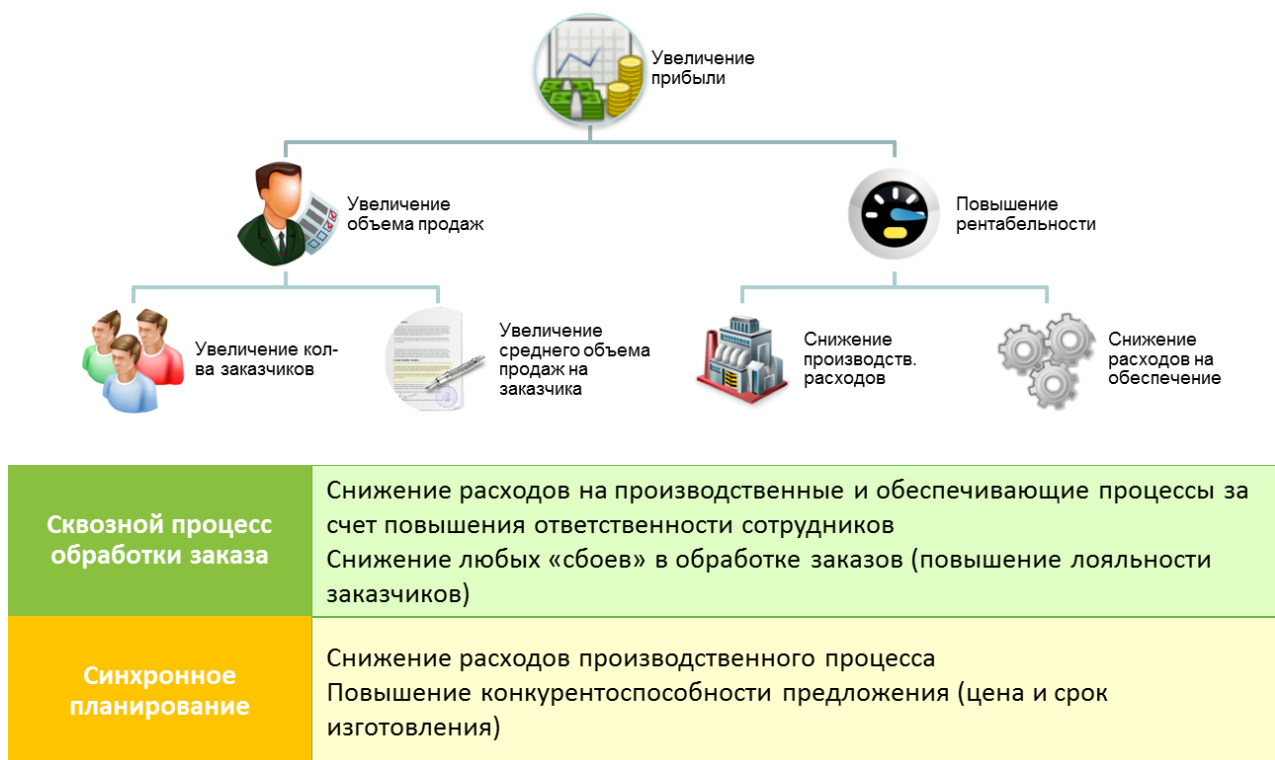 Увеличение
прибыли
Увеличение
объема продаж
Повышение
рентабельности
Увеличение кол-
ва заказчиков
Увеличение
среднего объема
продаж на
заказчика
Снижение
производств.
расходов
Снижение
расходов на
обеспечение
Сквозной процесс
обработки заказа
Снижение расходов на производственные и обеспечивающие процессы за
счет повышения ответственности сотрудников
Снижение любых «сбоев» в обработке заказов (повышение лояльности
заказчиков)
Синхронное
планирование
Снижение расходов производственного процесса
Повышение конкурентоспособности предложения (цена и срок
изготовления)